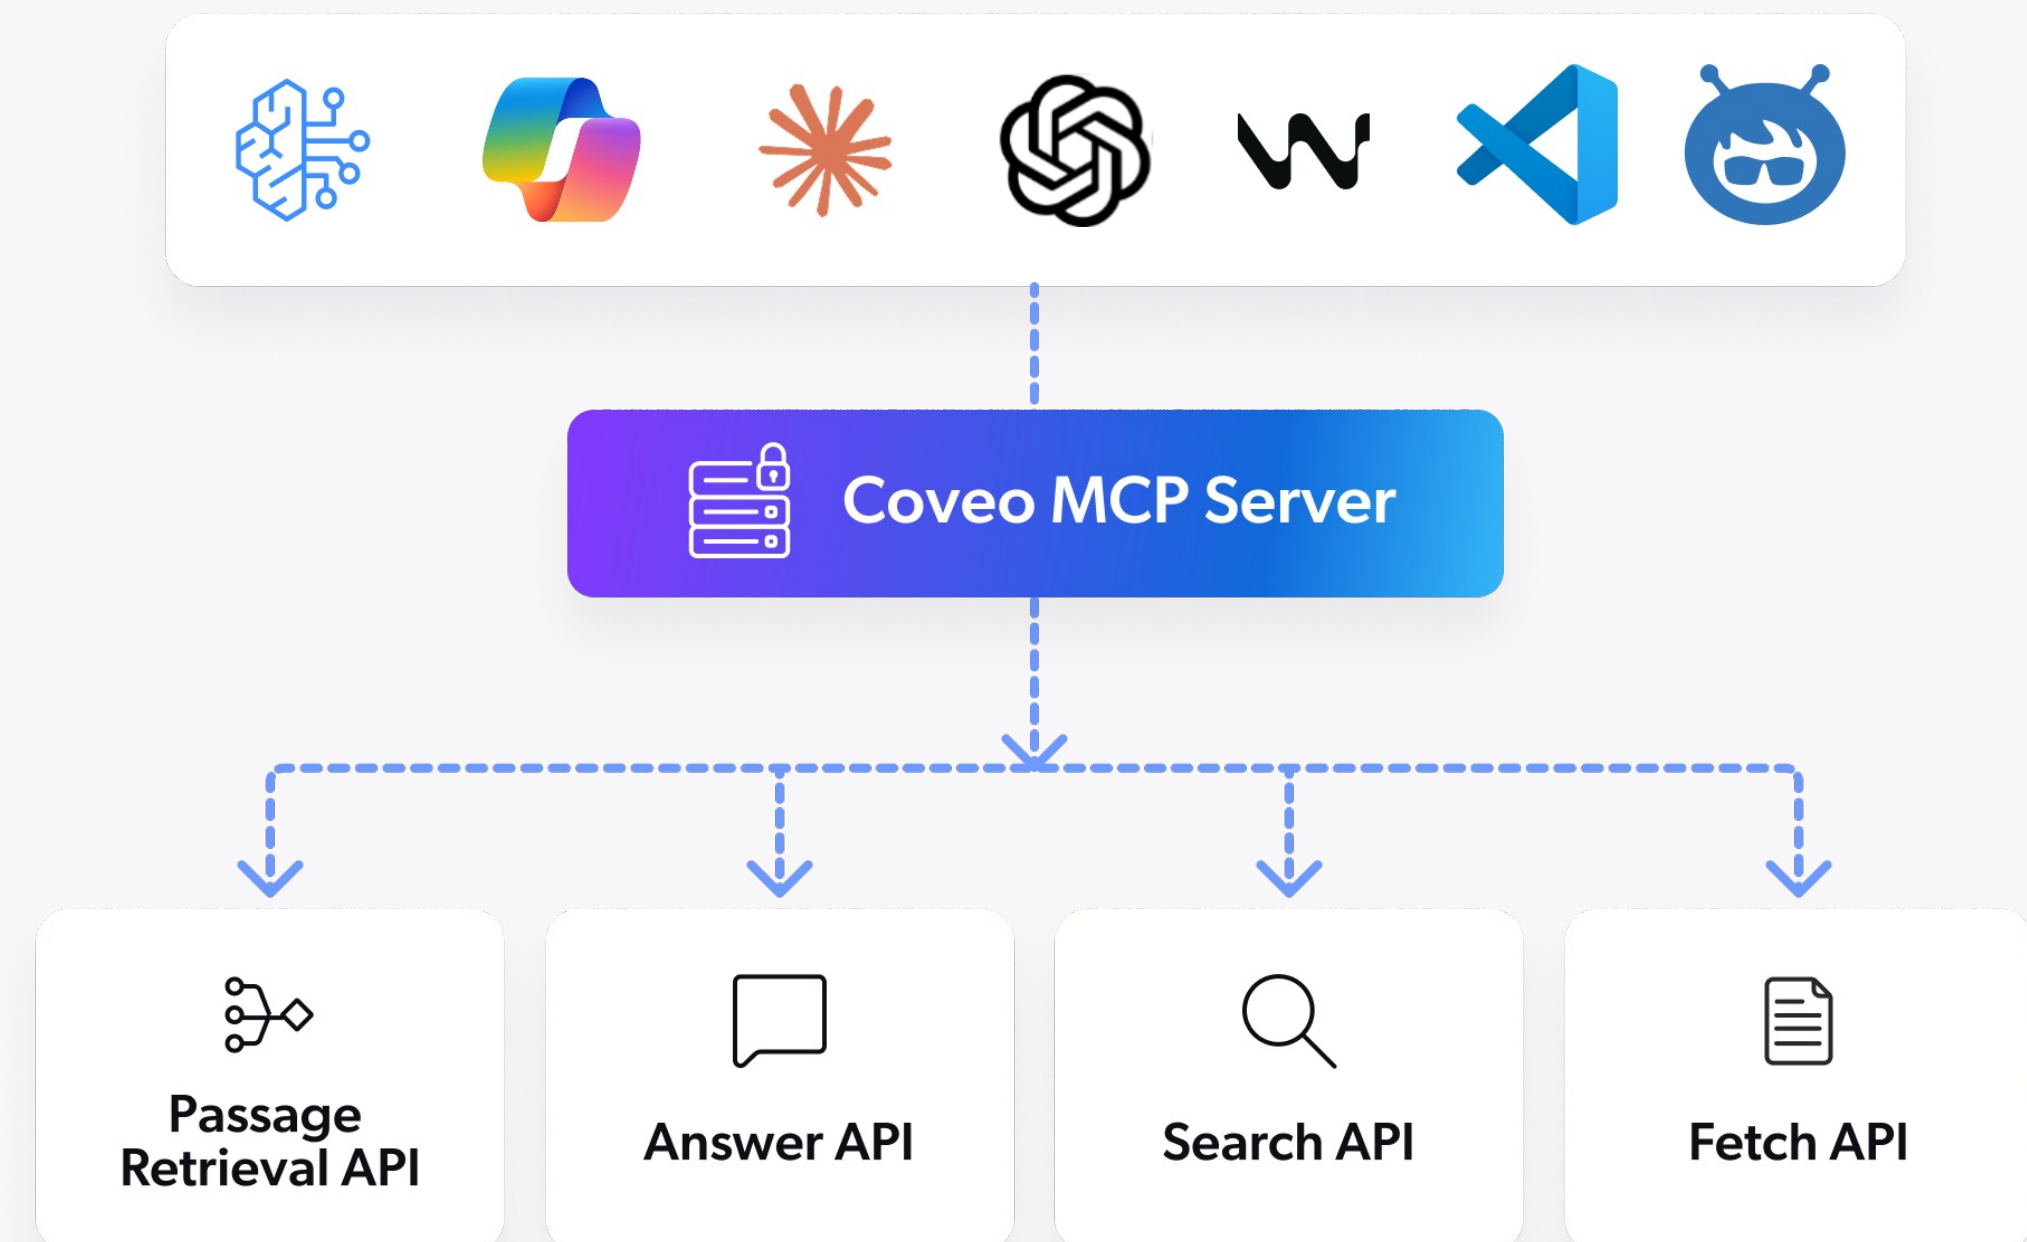 Coveo MCP Server
Passage
Retrieval API
Answer API
Search API
Fetch API